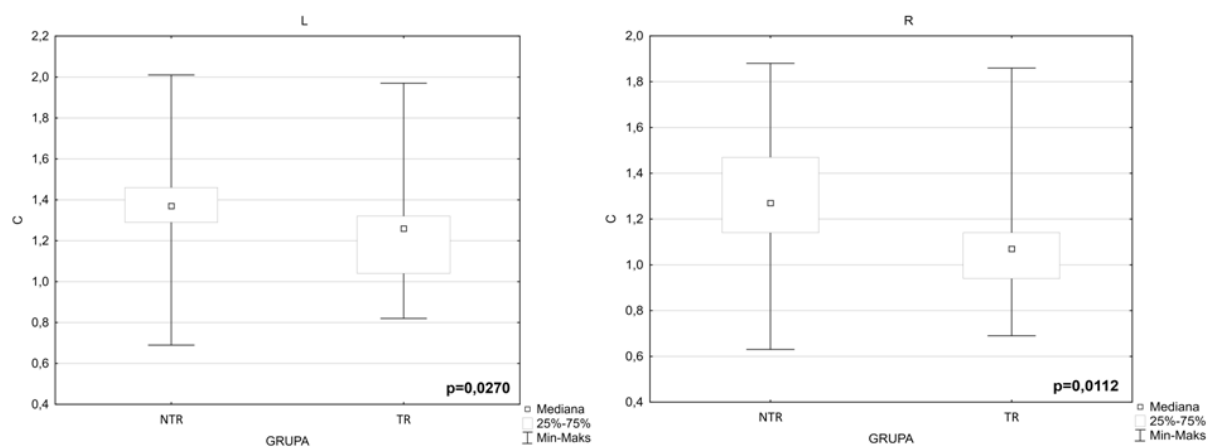 L
2,2
2,0
1,8
1,6
1,4
1,2
1,0
0,8
0,6
0,4
C
NTR
TR
GRUPA
p=0,0270
Mediana
25%-75%
Min-Maks
R
2,0
1,8
1,6
1,4
1,2
1,0
0,8
0,6
0,4
C
NTR
TR
GRUPA
p=0,0112
Mediana
25%-75%
Min-Maks